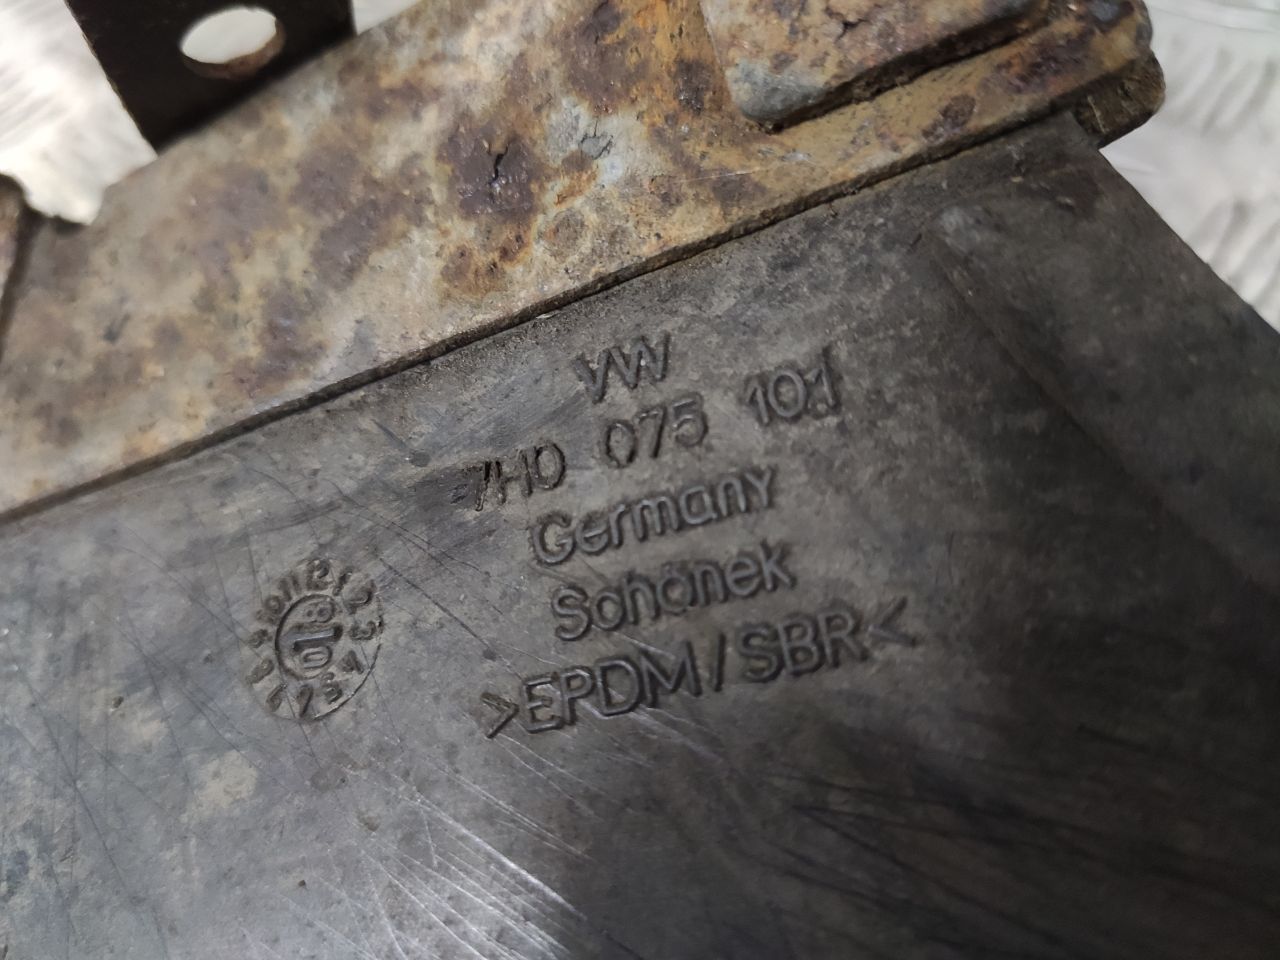 VW
7H0 075 101
Germany
Schönek
>EPDM/SBR<